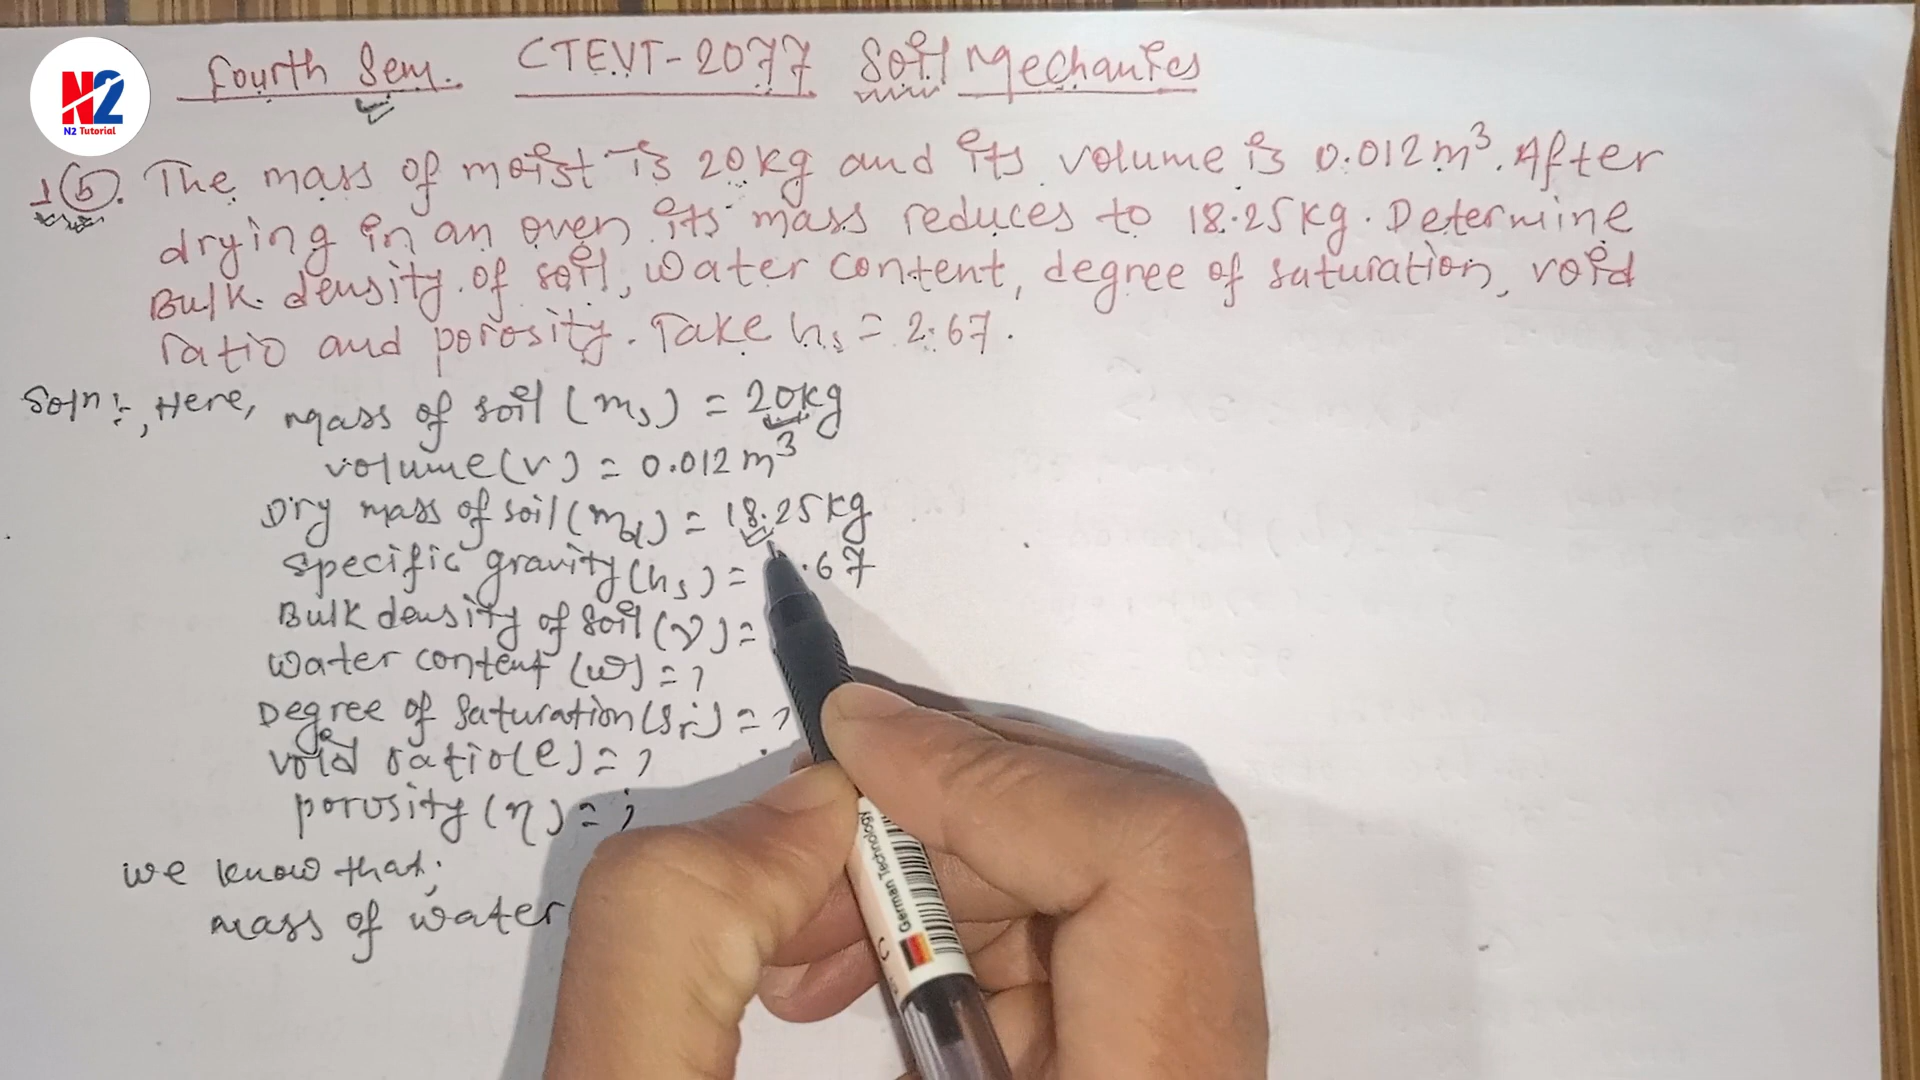 N2
N2 Tutorial
Fourth Sem. CTEVT-2077 Soil Mechanics
1(5). The mass of moist is 20kg and its volume is 0.012m³. After
drying in an oven its mass reduces to 18.25kg. Determine
Bulk density of soil, water content, degree of saturation, void
ratio and porosity. Take hs = 2.67.
Soln:-, Here, mass of soil (ms) = 20kg
volume(v) = 0.012 m³
Dry mass of soil(md) = 18.25kg
specific gravity(hs) = .67
Bulk density of soil(γ) =
water content (w) = ?
Degree of saturation(sr) = ?
void ratio(e) = ?
porosity(η) = ?
we know that;
mass of water
German Technology